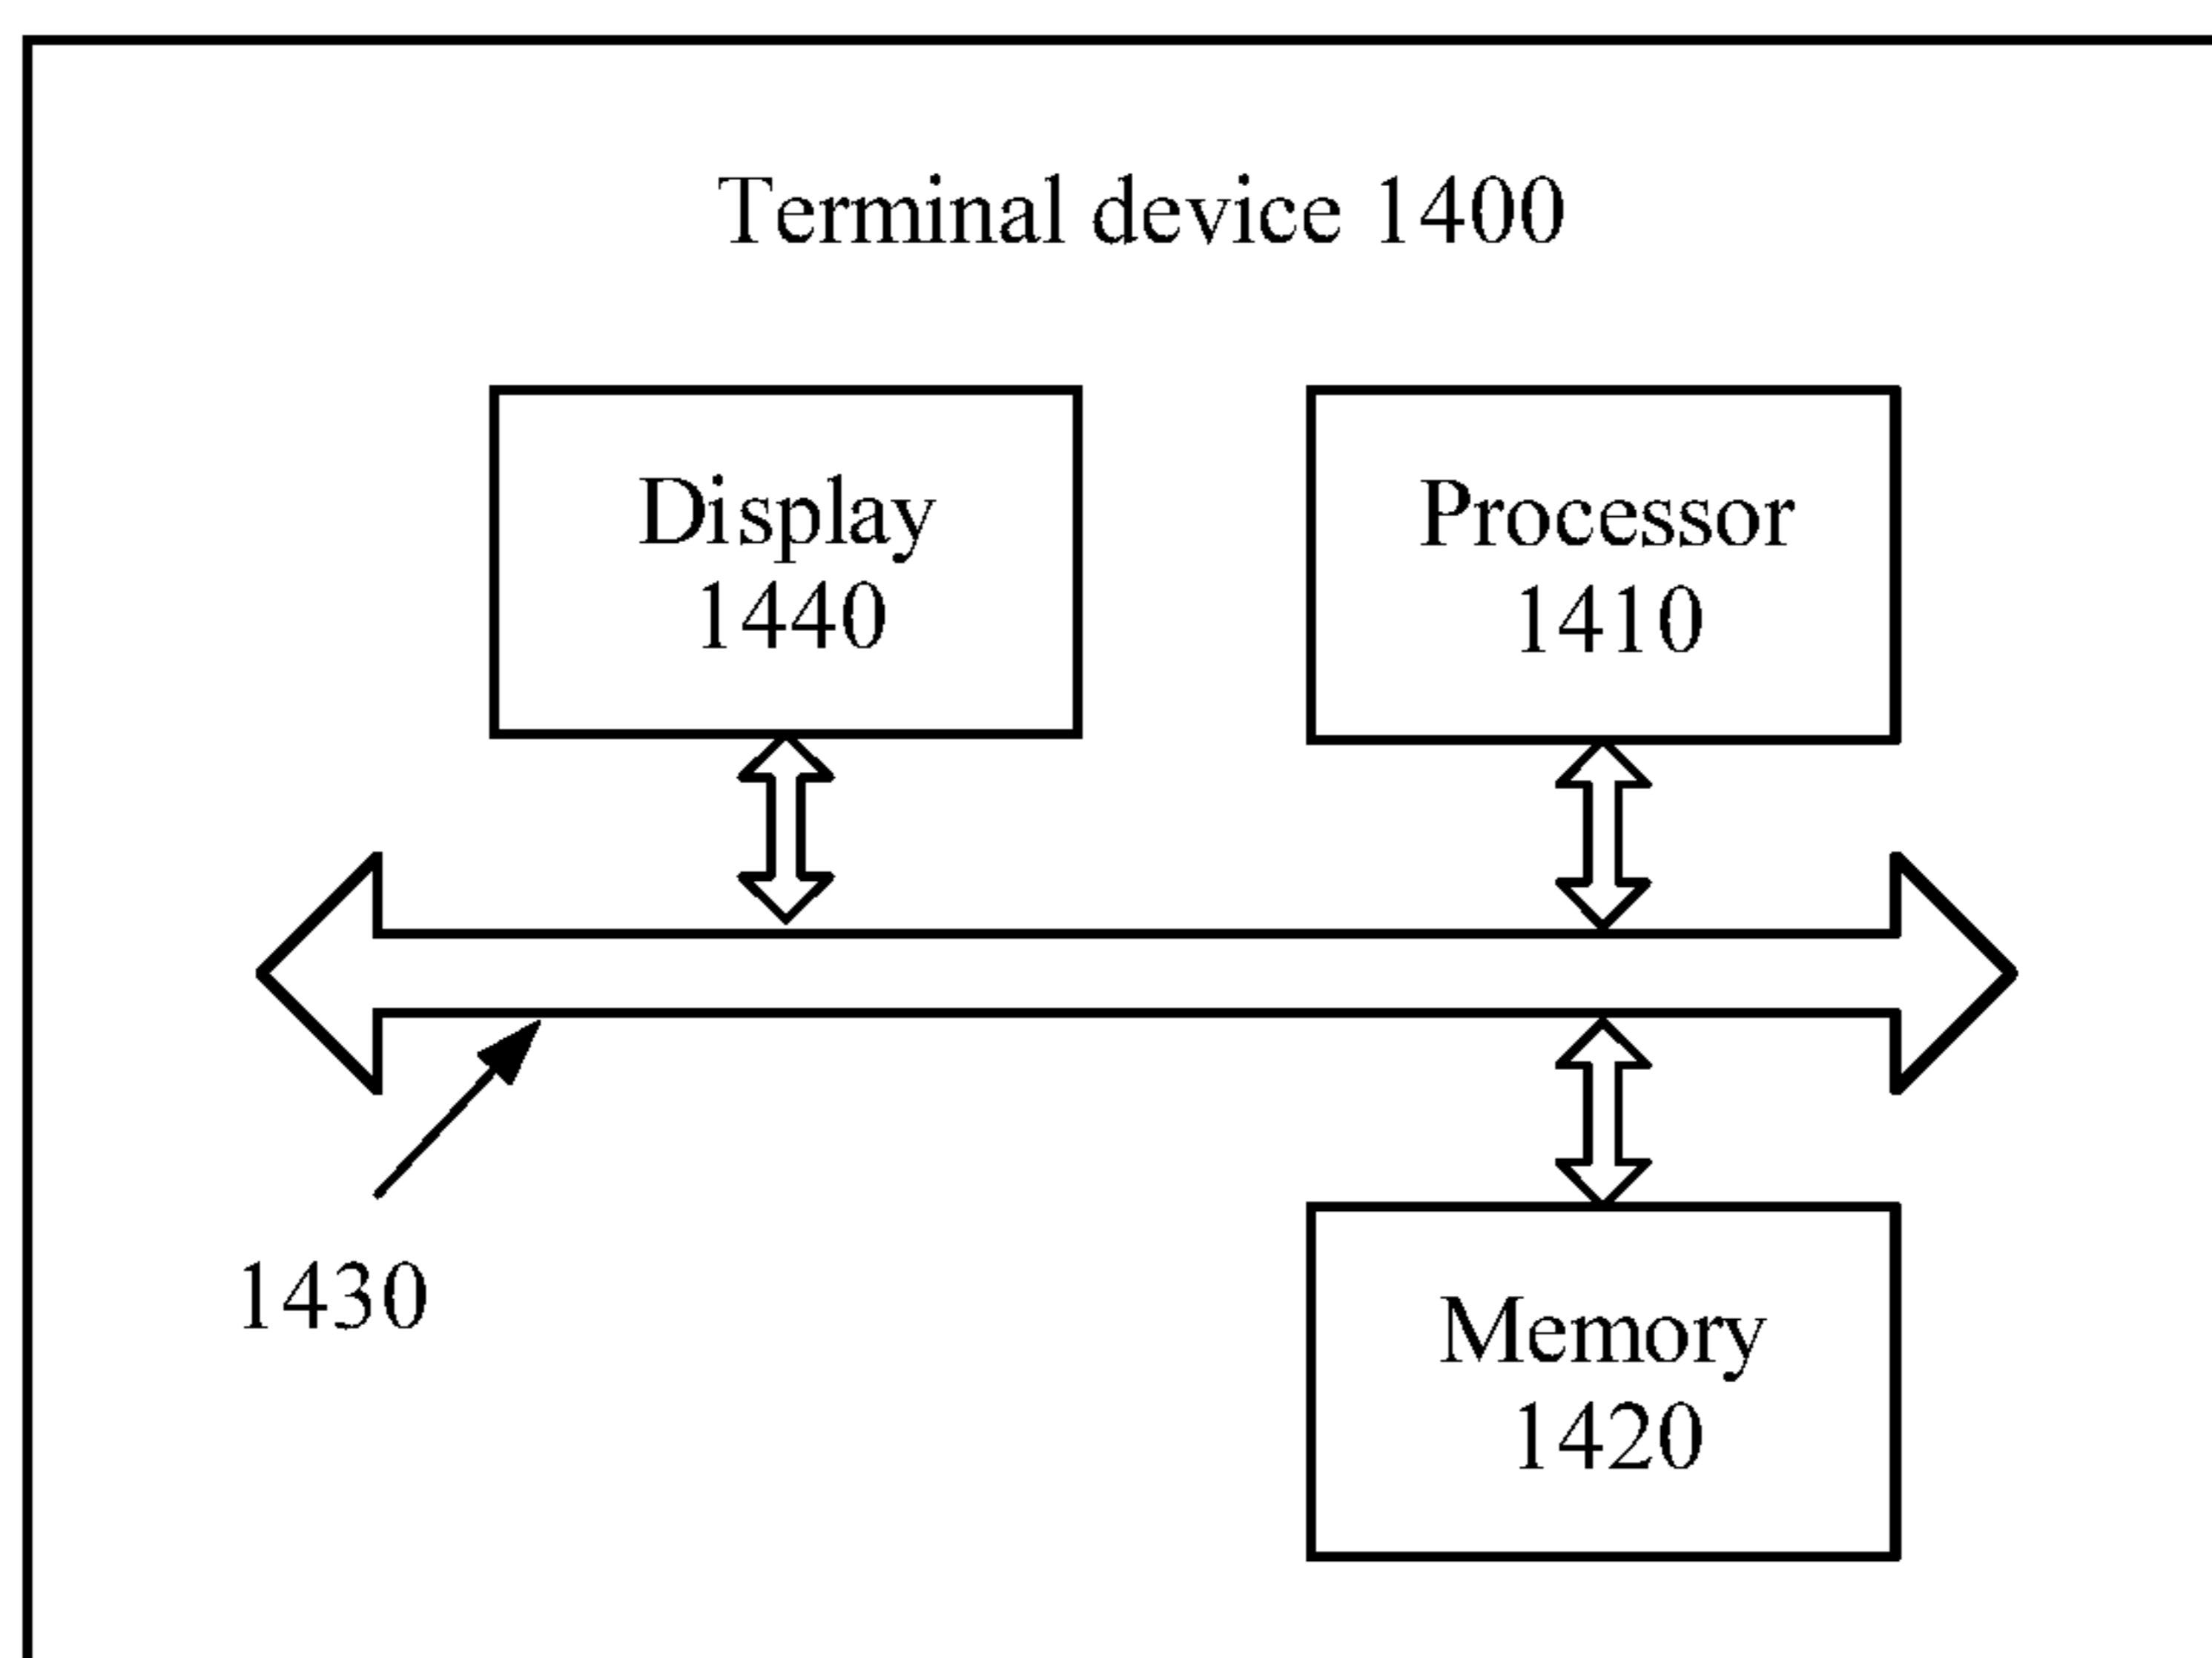 Terminal device 1400
Display
1440
Processor
1410
1430
Memory
1420